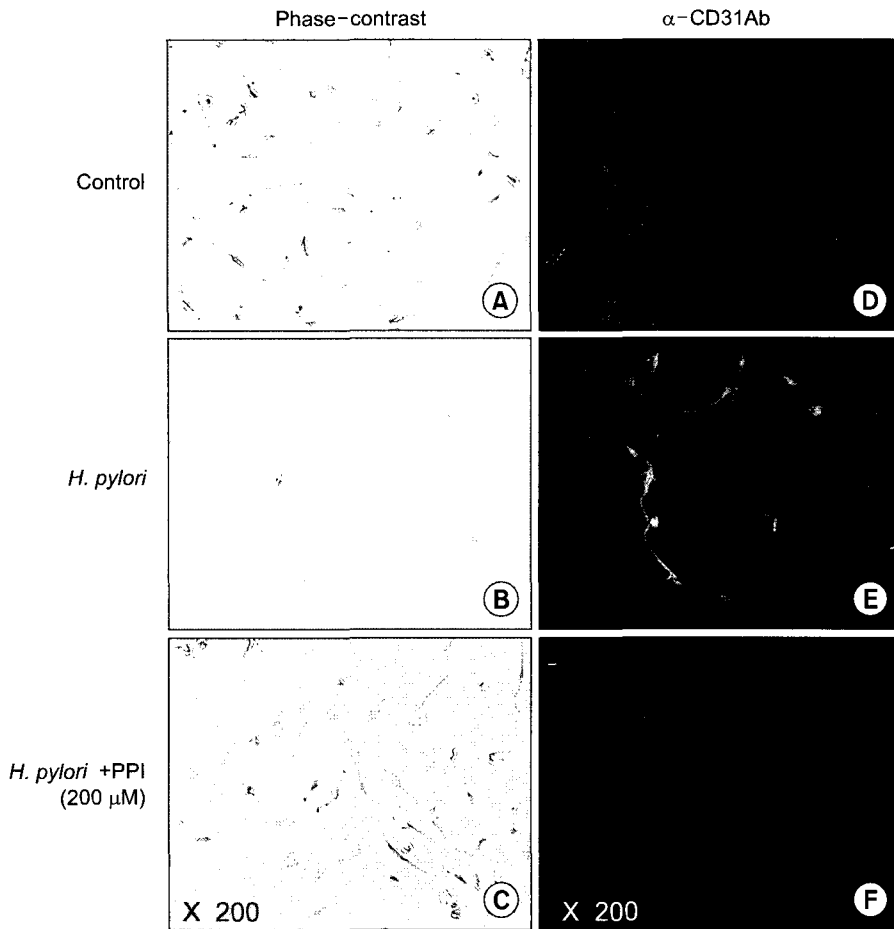 Phase-contrast
α-CD31Ab
Control
A
D
H. pylori
B
E
H. pylori +PPI
(200 μM)
X 200
C
X 200
F